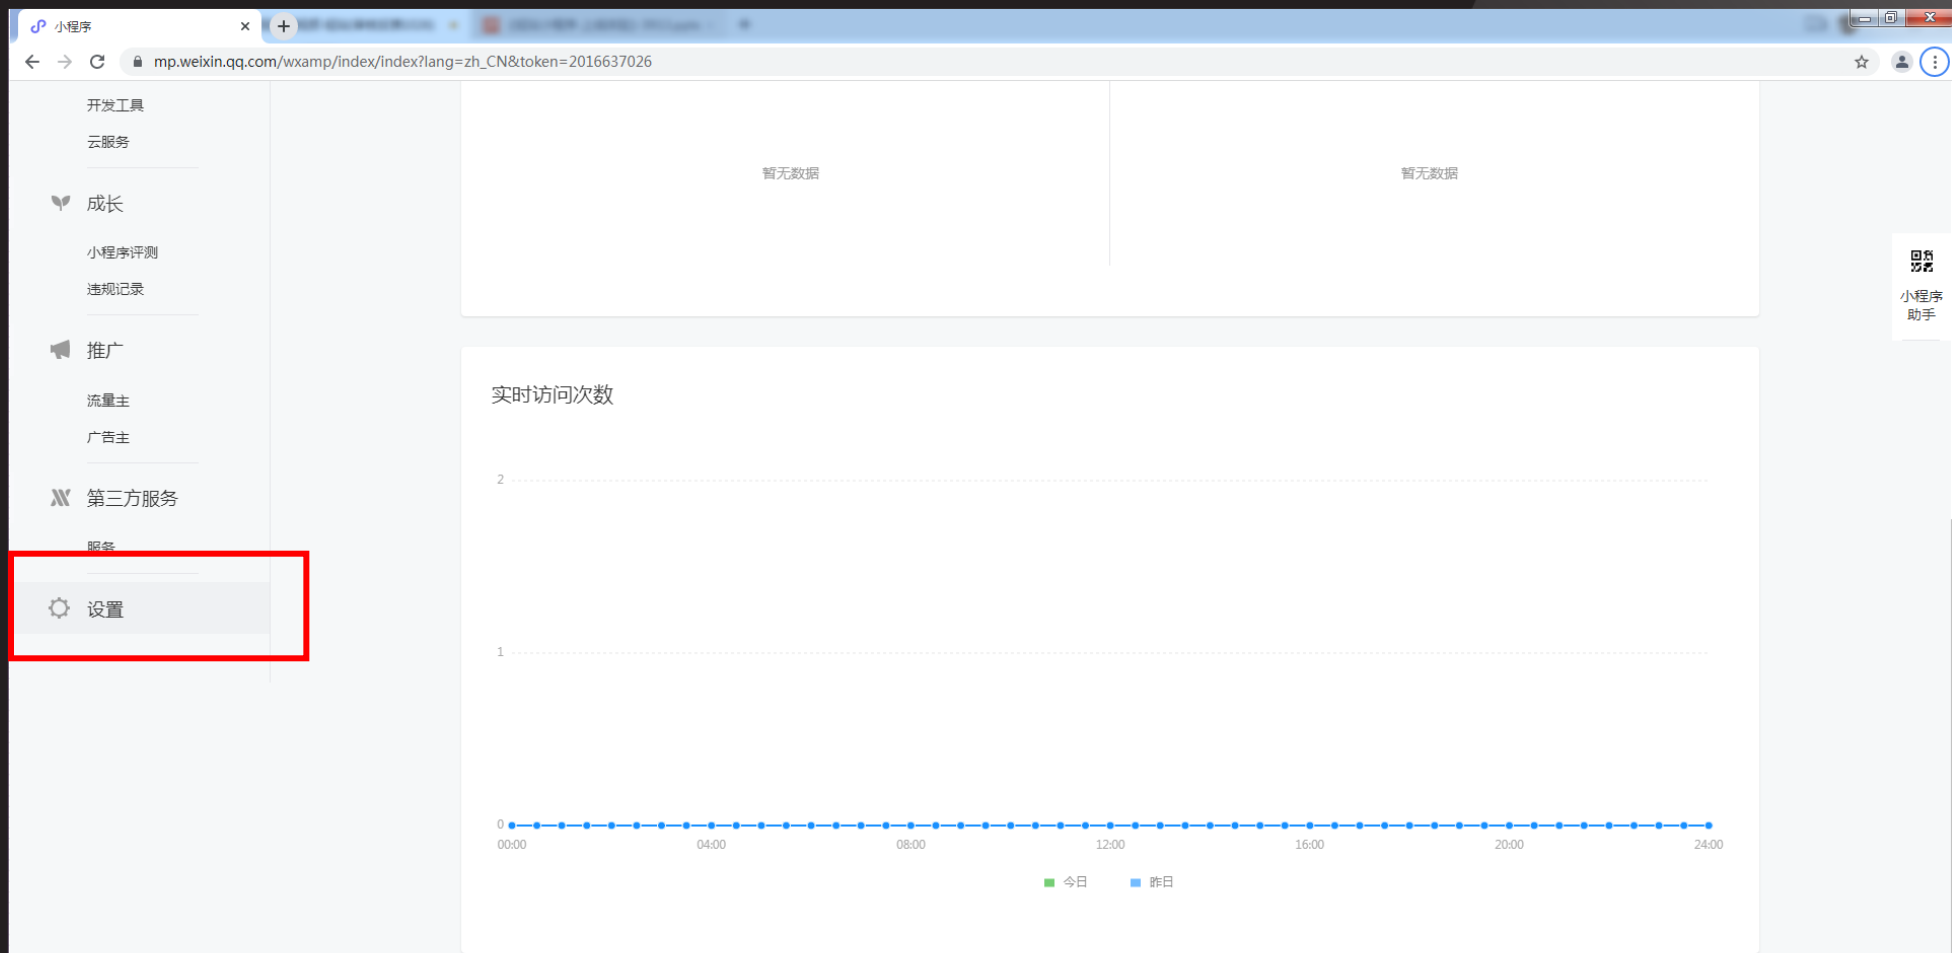 小程序
mp.weixin.qq.com/wxamp/index/index?lang=zh_CN&token=2016637026
开发工具
云服务
成长
小程序评测
违规记录
推广
流量主
广告主
第三方服务
服务
设置
暂无数据
暂无数据
实时访问次数
2
1
0
00:00
04:00
08:00
12:00
16:00
20:00
24:00
今日
昨日
小程序
助手